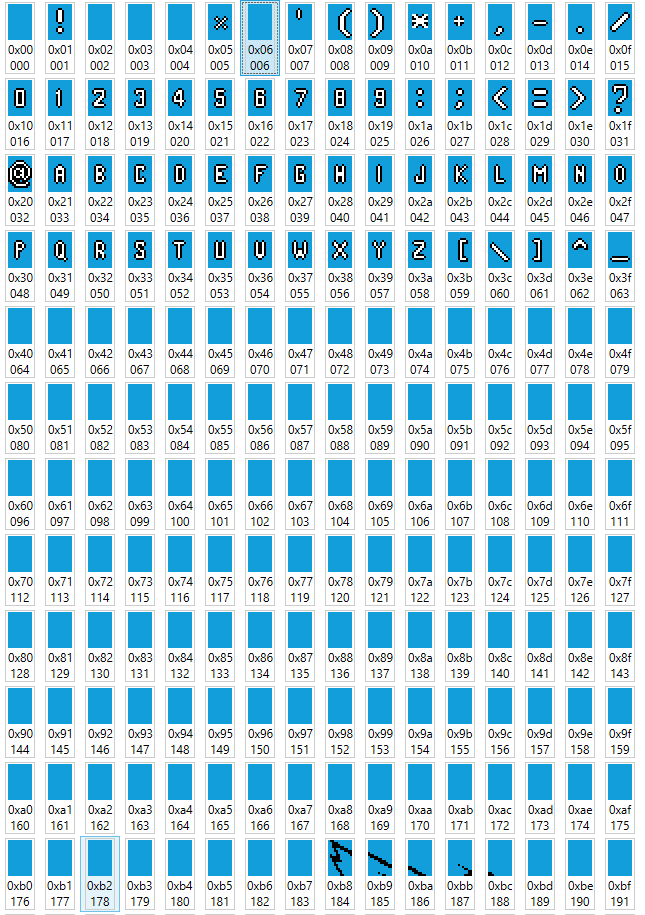 ! % ' ( ) * + , - . /
0x00 0x01 0x02 0x03 0x04 0x05 0x06 0x07 0x08 0x09 0x0a 0x0b 0x0c 0x0d 0x0e 0x0f
000 001 002 003 004 005 006 007 008 009 010 011 012 013 014 015
0 1 2 3 4 5 6 7 8 9 : ; < = > ?
0x10 0x11 0x12 0x13 0x14 0x15 0x16 0x17 0x18 0x19 0x1a 0x1b 0x1c 0x1d 0x1e 0x1f
016 017 018 019 020 021 022 023 024 025 026 027 028 029 030 031
@ A B C D E F G H I J K L M N O
0x20 0x21 0x22 0x23 0x24 0x25 0x26 0x27 0x28 0x29 0x2a 0x2b 0x2c 0x2d 0x2e 0x2f
032 033 034 035 036 037 038 039 040 041 042 043 044 045 046 047
P Q R S T U V W X Y Z [ \ ] ^ _
0x30 0x31 0x32 0x33 0x34 0x35 0x36 0x37 0x38 0x39 0x3a 0x3b 0x3c 0x3d 0x3e 0x3f
048 049 050 051 052 053 054 055 056 057 058 059 060 061 062 063
0x40 0x41 0x42 0x43 0x44 0x45 0x46 0x47 0x48 0x49 0x4a 0x4b 0x4c 0x4d 0x4e 0x4f
064 065 066 067 068 069 070 071 072 073 074 075 076 077 078 079
0x50 0x51 0x52 0x53 0x54 0x55 0x56 0x57 0x58 0x59 0x5a 0x5b 0x5c 0x5d 0x5e 0x5f
080 081 082 083 084 085 086 087 088 089 090 091 092 093 094 095
0x60 0x61 0x62 0x63 0x64 0x65 0x66 0x67 0x68 0x69 0x6a 0x6b 0x6c 0x6d 0x6e 0x6f
096 097 098 099 100 101 102 103 104 105 106 107 108 109 110 111
0x70 0x71 0x72 0x73 0x74 0x75 0x76 0x77 0x78 0x79 0x7a 0x7b 0x7c 0x7d 0x7e 0x7f
112 113 114 115 116 117 118 119 120 121 122 123 124 125 126 127
0x80 0x81 0x82 0x83 0x84 0x85 0x86 0x87 0x88 0x89 0x8a 0x8b 0x8c 0x8d 0x8e 0x8f
128 129 130 131 132 133 134 135 136 137 138 139 140 141 142 143
0x90 0x91 0x92 0x93 0x94 0x95 0x96 0x97 0x98 0x99 0x9a 0x9b 0x9c 0x9d 0x9e 0x9f
144 145 146 147 148 149 150 151 152 153 154 155 156 157 158 159
0xa0 0xa1 0xa2 0xa3 0xa4 0xa5 0xa6 0xa7 0xa8 0xa9 0xaa 0xab 0xac 0xad 0xae 0xaf
160 161 162 163 164 165 166 167 168 169 170 171 172 173 174 175
0xb0 0xb1 0xb2 0xb3 0xb4 0xb5 0xb6 0xb7 0xb8 0xb9 0xba 0xbb 0xbc 0xbd 0xbe 0xbf
176 177 178 179 180 181 182 183 184 185 186 187 188 189 190 191